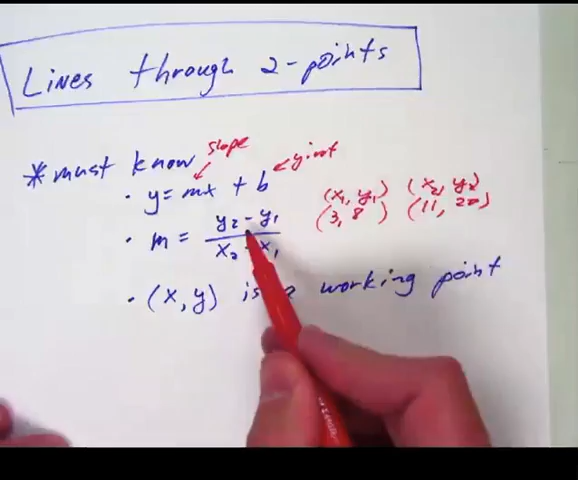 Lines through 2-points
*must know
slope
· y = mx + b
y int
(x₁, y₁) (x₂, y₂)
(3, 8) (11, 20)
· m = y₂ - y₁
x₂ - x₁
· (x, y) is a working point